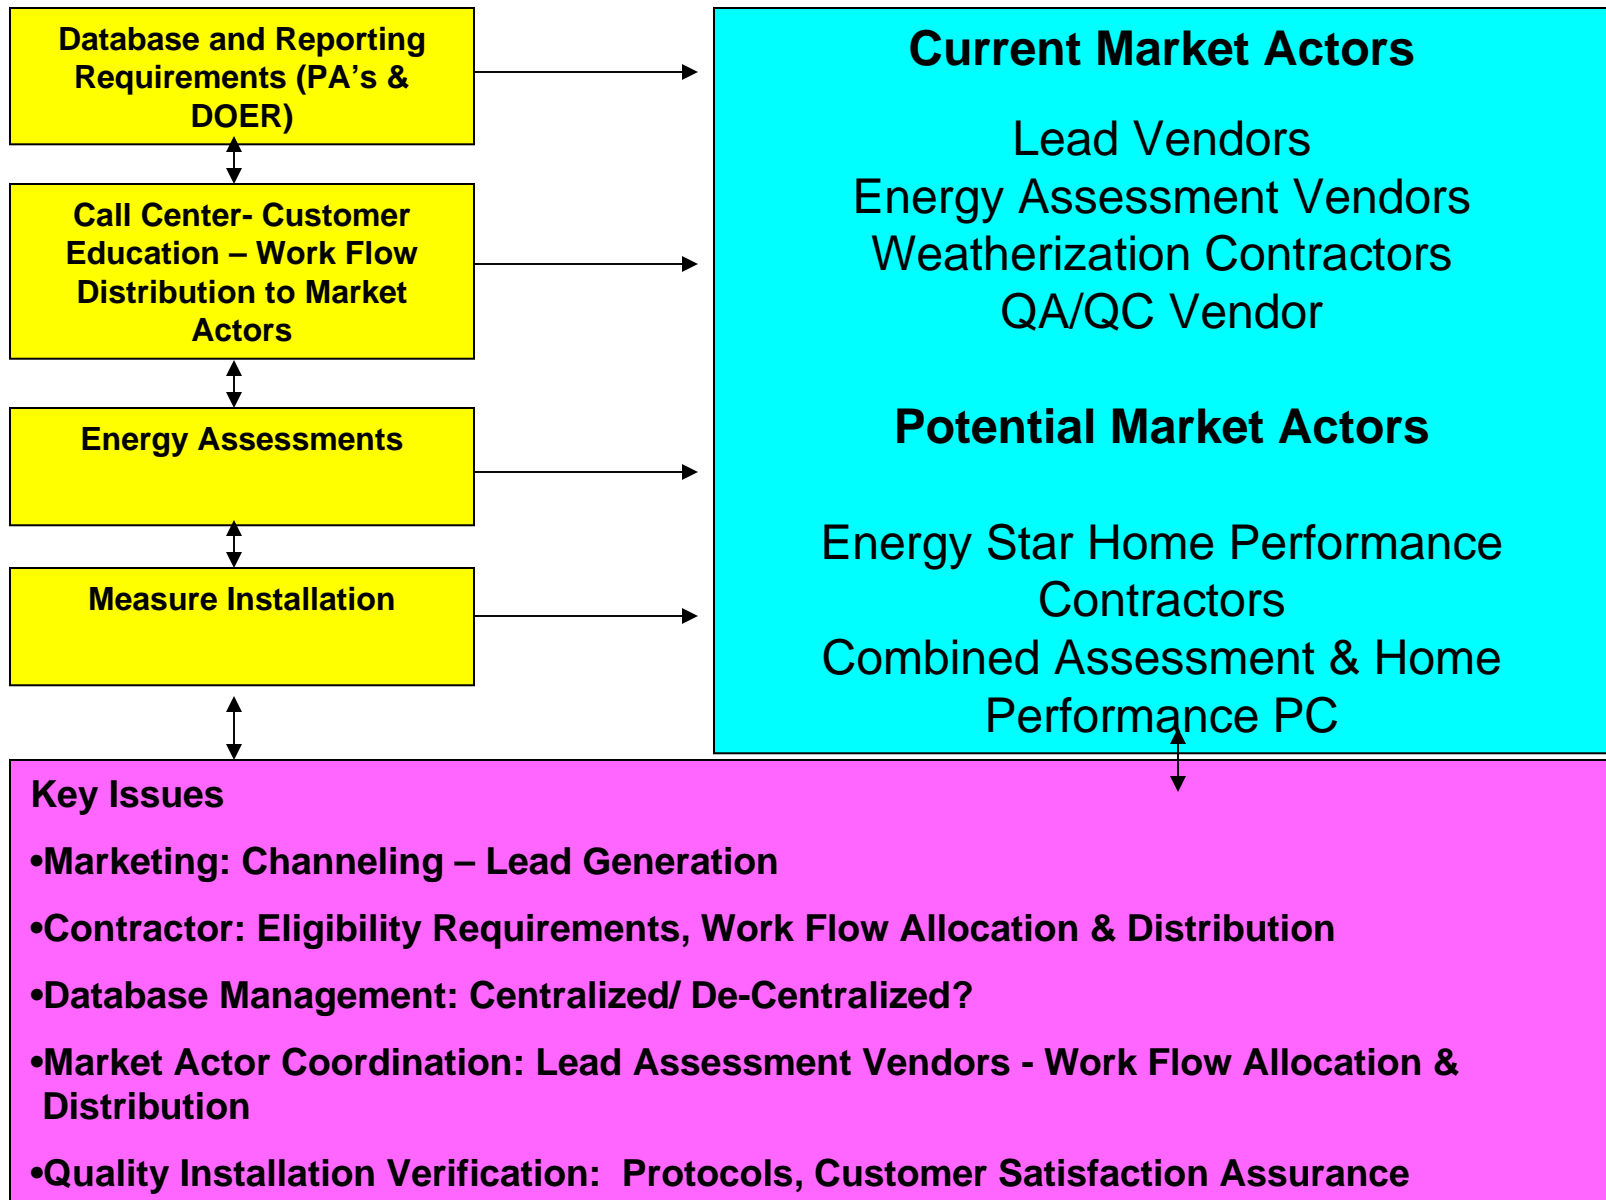 Database and Reporting
Requirements (PA’s &
DOER)
Call Center- Customer
Education – Work Flow
Distribution to Market
Actors
Energy Assessments
Measure Installation
Current Market Actors
Lead Vendors
Energy Assessment Vendors
Weatherization Contractors
QA/QC Vendor
Potential Market Actors
Energy Star Home Performance
Contractors
Combined Assessment & Home
Performance PC
Key Issues
•Marketing: Channeling – Lead Generation
•Contractor: Eligibility Requirements, Work Flow Allocation & Distribution
•Database Management: Centralized/ De-Centralized?
•Market Actor Coordination: Lead Assessment Vendors - Work Flow Allocation &
Distribution
•Quality Installation Verification:  Protocols, Customer Satisfaction Assurance